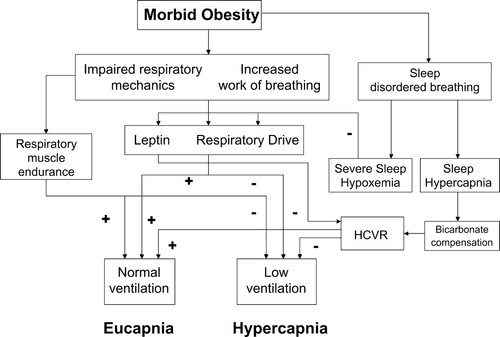 Morbid Obesity
Impaired respiratory mechanics
Increased work of breathing
Sleep
disordered breathing
Leptin Respiratory Drive
-
Respiratory
muscle
endurance
Severe Sleep
Hypoxemia
Sleep
Hypercapnia
+ -
+ + - -
HCVR
Bicarbonate
compensation
+ -
Normal
ventilation
Low
ventilation
Eucapnia Hypercapnia